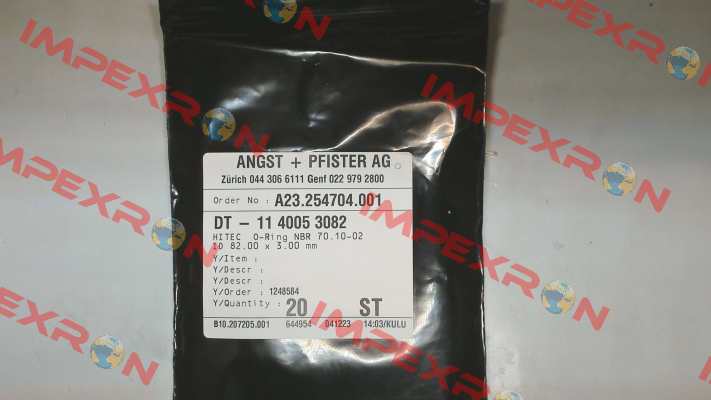 ANGST + PFISTER AG
Zürich 044 306 6111 Genf 022 979 2800
Order No : A23.254704.001
DT – 11 4005 3082
HITEC O-Ring NBR 70.10-02
ID 82.00 x 3.00 mm
Y/Item :
Y/Descr :
Y/Descr :
Y/Order : 1248584
Y/Quantity : 20 ST
B10.207205.001 644954 041223 14:03/KULU
IMPEXRON
IMPEXRON
IMPEXRON
IMPEXRON
IMPEXRON
IMPEXRON